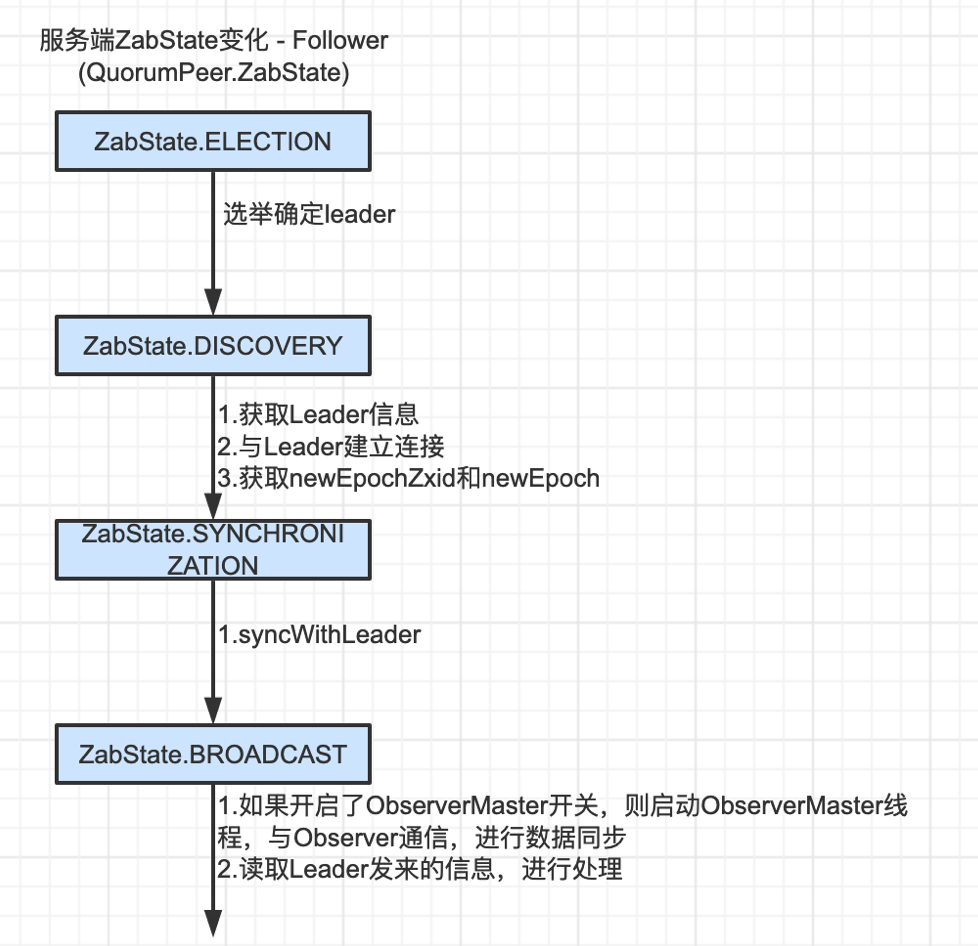 服务端ZabState变化 - Follower
(QuorumPeer.ZabState)
ZabState.ELECTION
选举确定leader
ZabState.DISCOVERY
1.获取Leader信息
2.与Leader建立连接
3.获取newEpochZxid和newEpoch
ZabState.SYNCHRONI
ZATION
1.syncWithLeader
ZabState.BROADCAST
1.如果开启了ObserverMaster开关，则启动ObserverMaster线
程，与Observer通信，进行数据同步
2.读取Leader发来的信息，进行处理